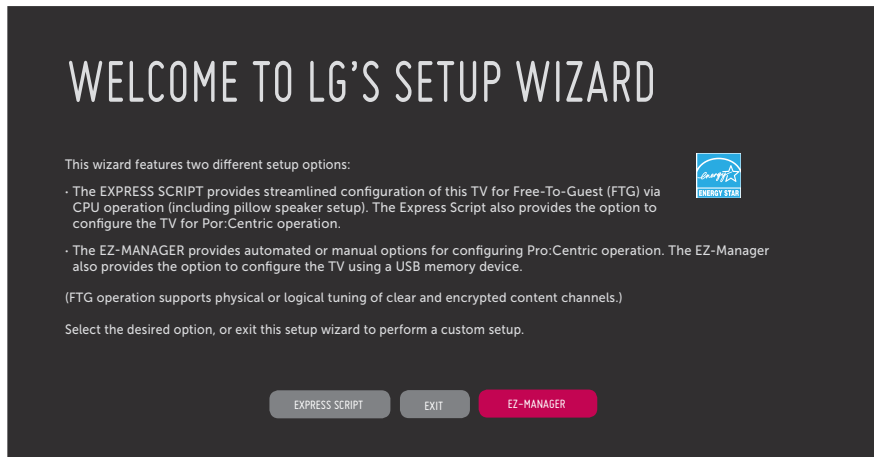 WELCOME TO LG'S SETUP WIZARD
This wizard features two different setup options:
· The EXPRESS SCRIPT provides streamlined configuration of this TV for Free-To-Guest (FTG) via
CPU operation (including pillow speaker setup). The Express Script also provides the option to
configure the TV for Por:Centric operation.
· The EZ-MANAGER provides automated or manual options for configuring Pro:Centric operation. The EZ-Manager
also provides the option to configure the TV using a USB memory device.
(FTG operation supports physical or logical tuning of clear and encrypted content channels.)
Select the desired option, or exit this setup wizard to perform a custom setup.
energy
ENERGY STAR
EXPRESS SCRIPT
EXIT
EZ-MANAGER